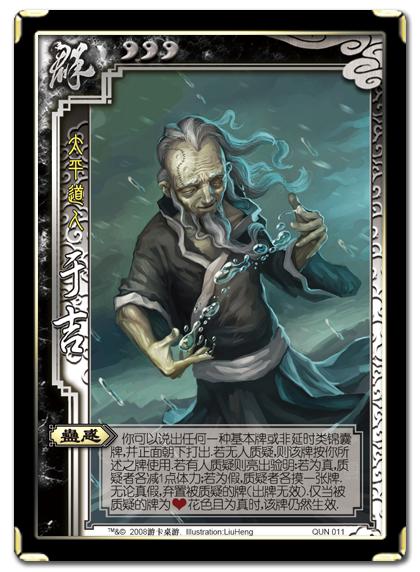 群
太平道人
于吉
蠱惑
你可以说出任何一种基本牌或非延时类锦囊
牌,并正面朝下打出.若无人质疑,则该牌按你所
述之牌使用.若有人质疑则亮出验明:若为真,质
疑者各减1点体力;若为假,质疑者各摸一张牌.
无论真假,弃置被质疑的牌(出牌无效).仅当被
质疑的牌为❤花色目为真时,该牌仍然生效.
™&© 2008游卡桌游. Illustration:LiuHeng QUN 011